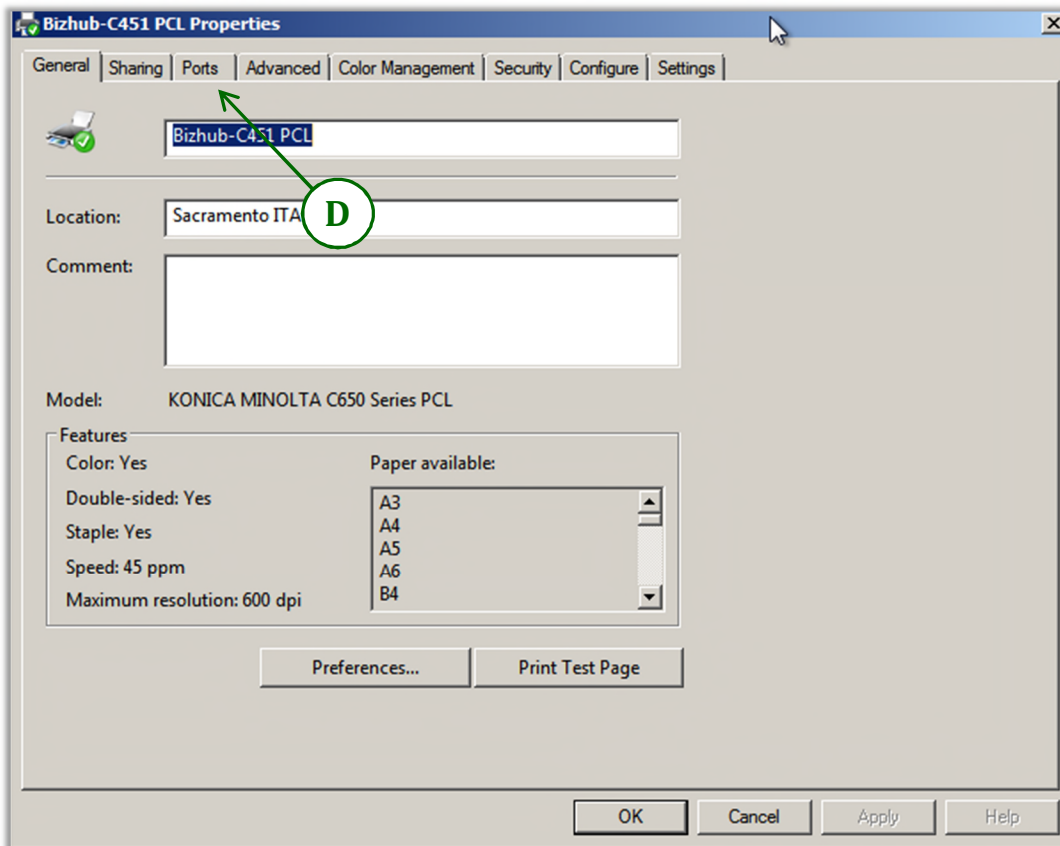 Bizhub-C451 PCL Properties
General Sharing Ports Advanced Color Management Security Configure Settings
Bizhub-C451 PCL
Location: Sacramento ITA
D
Comment:
Model: KONICA MINOLTA C650 Series PCL
Features
Color: Yes
Paper available:
Double-sided: Yes
A3
Staple: Yes
A4
A5
Speed: 45 ppm
A6
Maximum resolution: 600 dpi
B4
Preferences... Print Test Page
OK Cancel Apply Help